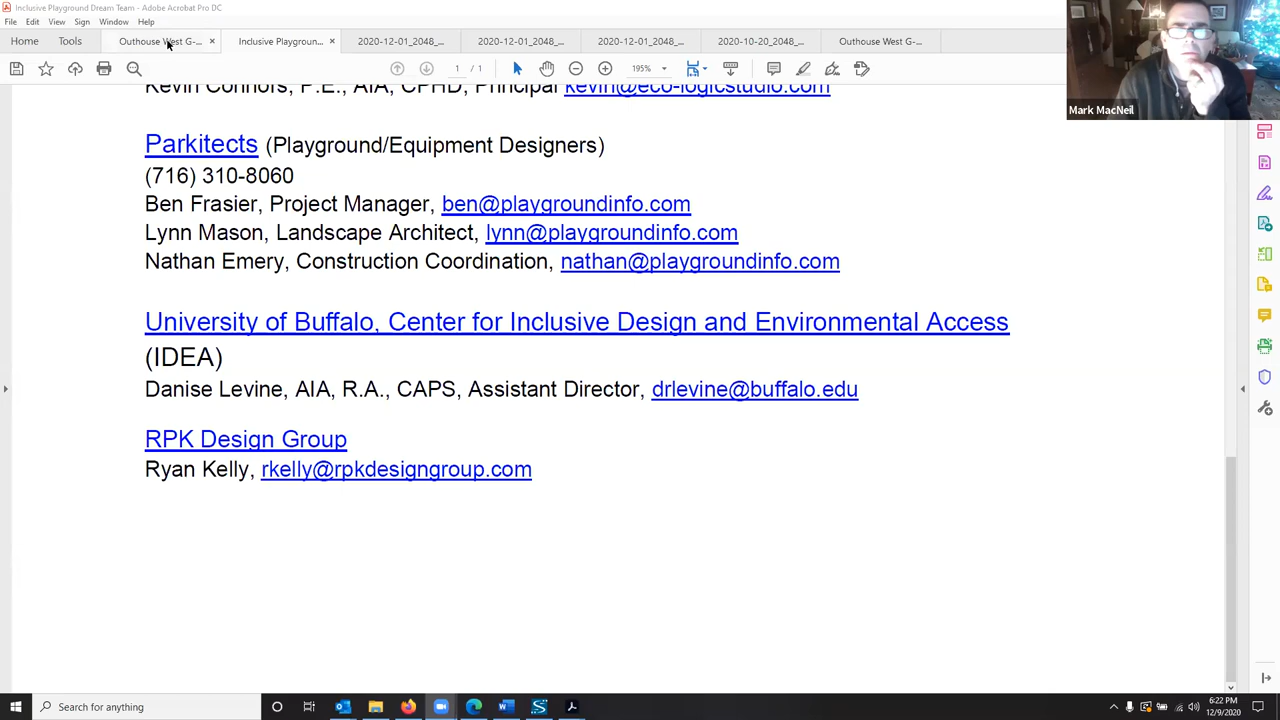 Inclusive Playground Dream Team - Adobe Acrobat Pro DC
File Edit View Sign Window Help
Home Tools Outhouse West G-... × Inclusive Playgroun... × 2020-12-01_2048_... 2020-12-01_2048_... 2020-12-01_2048_... 2020-10-20_2048_... Outhouse West G-...
1 / 1 195%
Kevin Connors, P.E., AIA, CPHD, Principal kevin@eco-logicstudio.com
Parkitects (Playground/Equipment Designers)
(716) 310-8060
Ben Frasier, Project Manager, ben@playgroundinfo.com
Lynn Mason, Landscape Architect, lynn@playgroundinfo.com
Nathan Emery, Construction Coordination, nathan@playgroundinfo.com
University of Buffalo, Center for Inclusive Design and Environmental Access
(IDEA)
Danise Levine, AIA, R.A., CAPS, Assistant Director, drlevine@buffalo.edu
RPK Design Group
Ryan Kelly, rkelly@rpkdesigngroup.com
Mark MacNeil
Search for anything
6:22 PM
12/9/2020